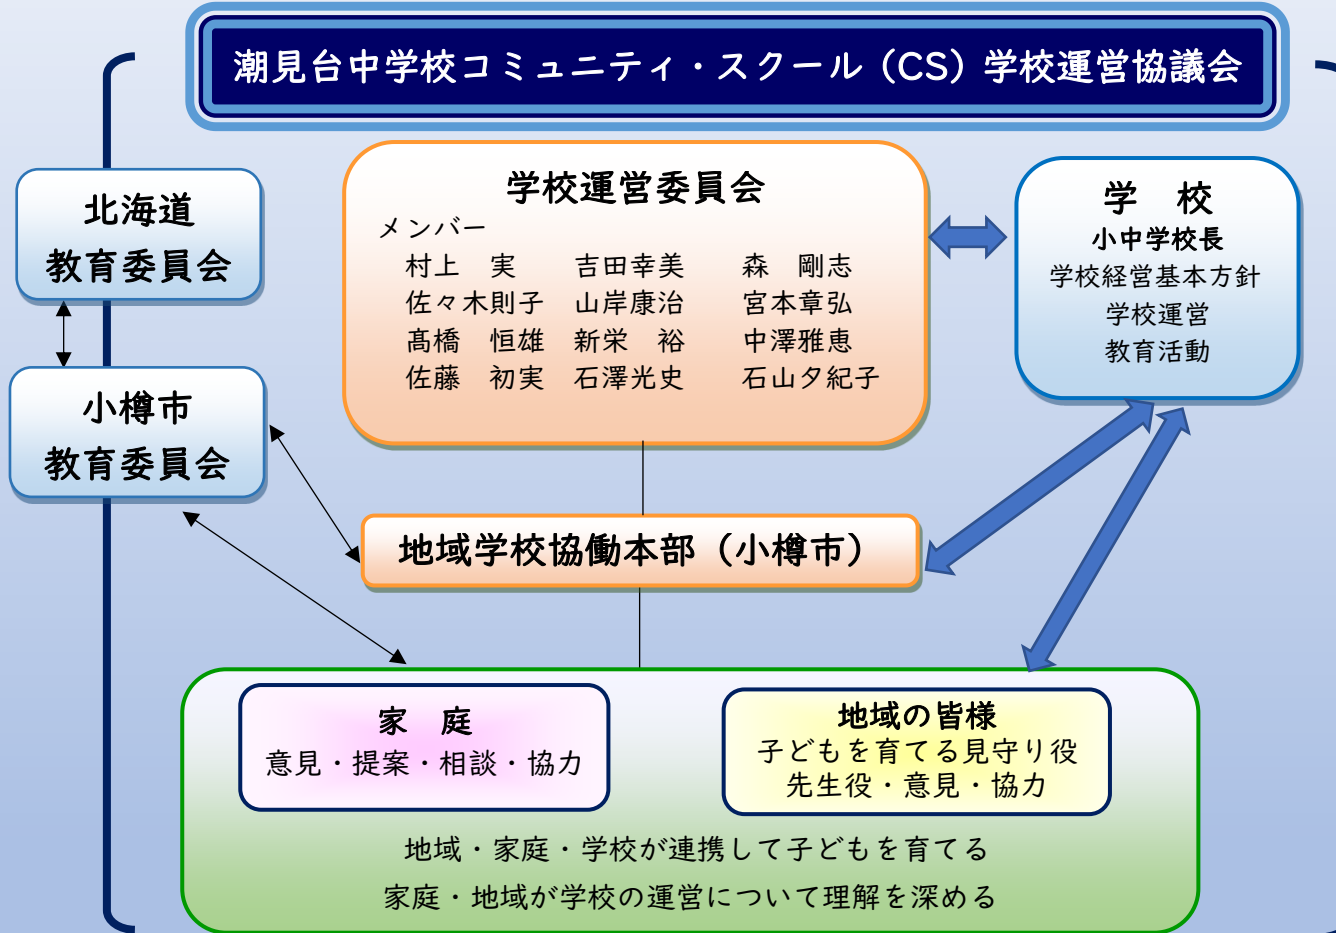 潮見台中学校コミュニティ・スクール（CS）学校運営協議会
北海道
教育委員会
小樽市
教育委員会
学校運営委員会
メンバー
村上　実　吉田幸美　森　剛志
佐々木則子　山岸康治　宮本章弘
髙橋　恒雄　新栄　裕　中澤雅恵
佐藤　初実　石澤光史　石山夕紀子
学　校
小中学校長
学校経営基本方針
学校運営
教育活動
地域学校協働本部（小樽市）
家　庭
意見・提案・相談・協力
地域の皆様
子どもを育てる見守り役
先生役・意見・協力
地域・家庭・学校が連携して子どもを育てる
家庭・地域が学校の運営について理解を深める